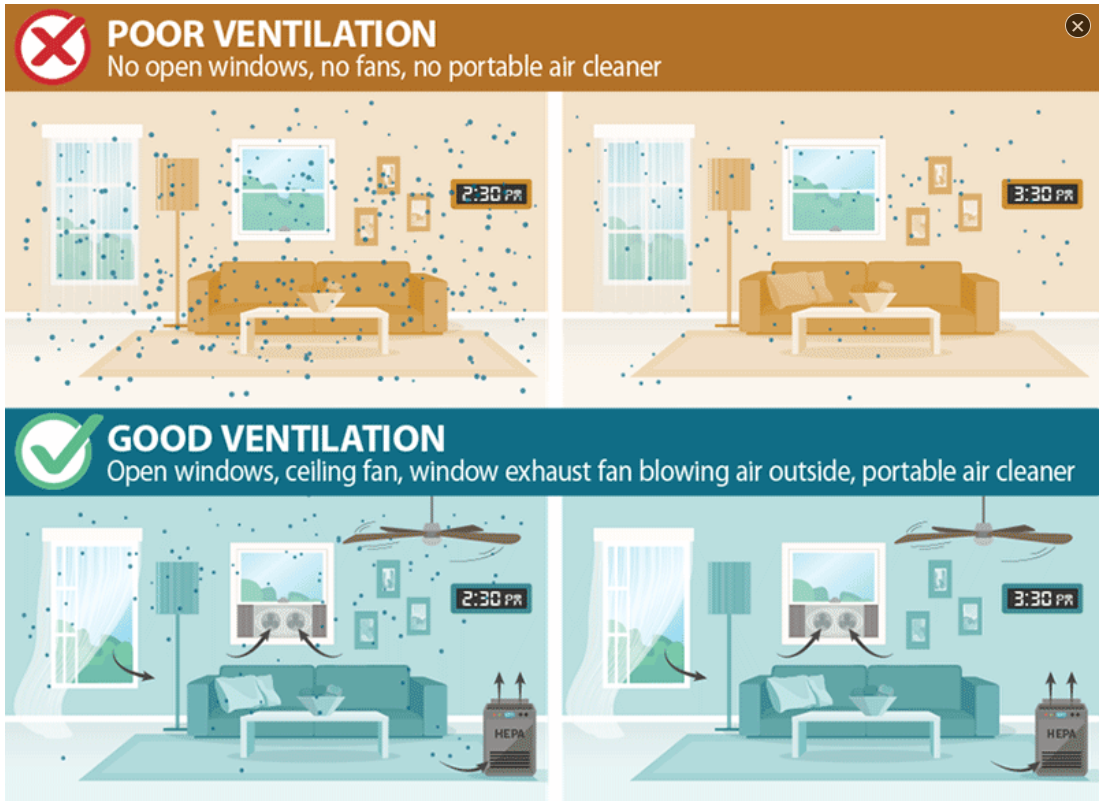 POOR VENTILATION
No open windows, no fans, no portable air cleaner
2:30 PM
3:30 PM
GOOD VENTILATION
Open windows, ceiling fan, window exhaust fan blowing air outside, portable air cleaner
2:30 PM
3:30 PM
HEPA
HEPA